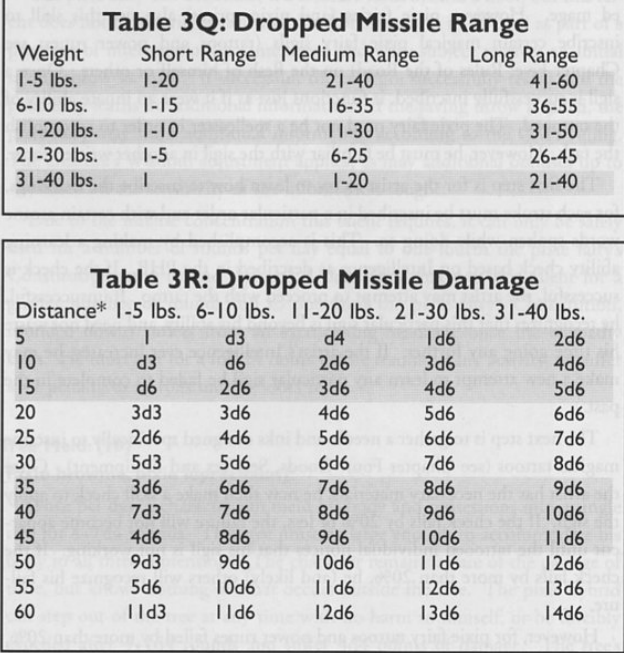 Table 3Q: Dropped Missile Range
Weight Short Range Medium Range Long Range
1-5 lbs. 1-20 21-40 41-60
6-10 lbs. 1-15 16-35 36-55
11-20 lbs. 1-10 11-30 31-50
21-30 lbs. 1-5 6-25 26-45
31-40 lbs. 1 1-20 21-40
Table 3R: Dropped Missile Damage
Distance* 1-5 lbs. 6-10 lbs. 11-20 lbs. 21-30 lbs. 31-40 lbs.
5 1 d3 d4 1d6 2d6
10 d3 d6 2d6 3d6 4d6
15 d6 2d6 3d6 4d6 5d6
20 3d3 3d6 4d6 5d6 6d6
25 2d6 4d6 5d6 6d6 7d6
30 5d3 5d6 6d6 7d6 8d6
35 3d6 6d6 7d6 8d6 9d6
40 7d3 7d6 8d6 9d6 10d6
45 4d6 8d6 9d6 10d6 11d6
50 9d3 9d6 10d6 11d6 12d6
55 5d6 10d6 11d6 12d6 13d6
60 11d3 11d6 12d6 13d6 14d6